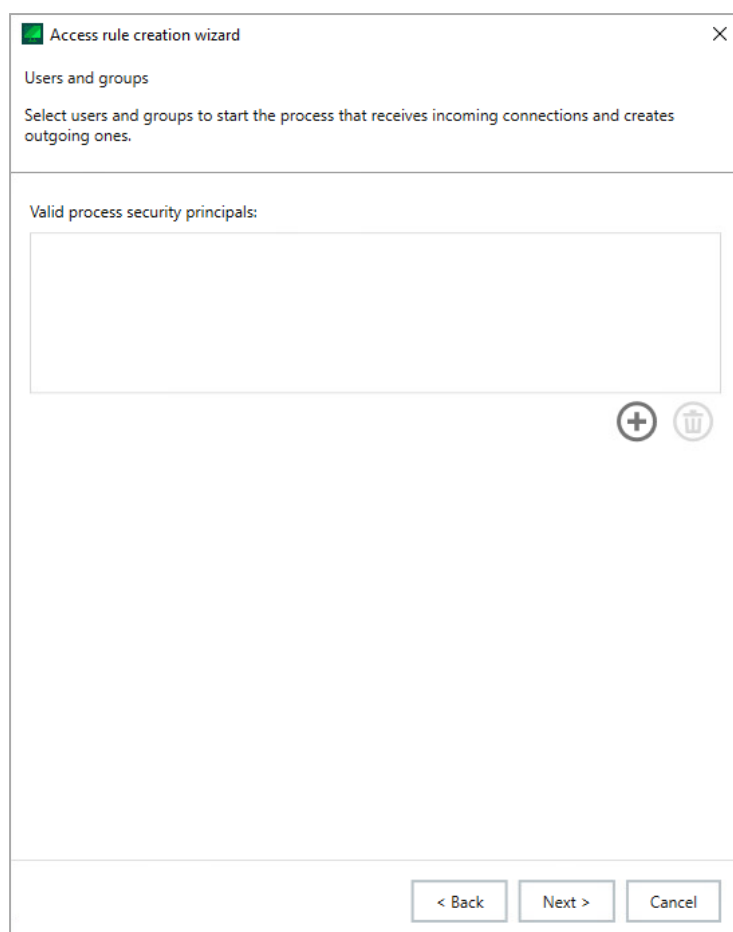 Access rule creation wizard
Users and groups
Select users and groups to start the process that receives incoming connections and creates
outgoing ones.
Valid process security principals:
< Back
Next >
Cancel